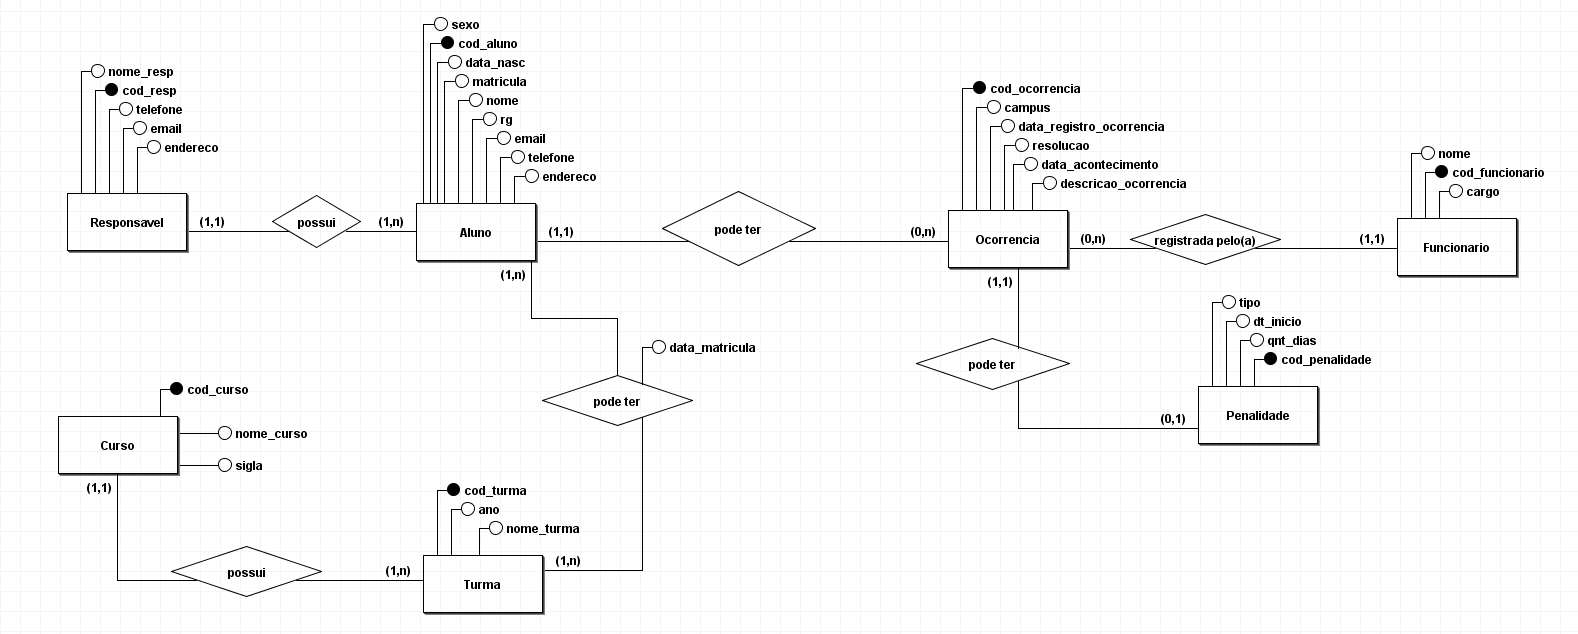 sexo
cod_aluno
data_nasc
matricula
nome
rg
email
telefone
endereco
nome_resp
cod_resp
telefone
email
endereco
cod_ocorrencia
campus
data_registro_ocorrencia
resolucao
data_acontecimento
descricao_ocorrencia
nome
cod_funcionario
cargo
Responsavel
(1,1)
possui
(1,n)
Aluno
(1,1)
pode ter
(0,n)
Ocorrencia
(0,n)
registrada pelo(a)
(1,1)
Funcionario
(1,n)
(1,1)
tipo
dt_inicio
qnt_dias
cod_penalidade
data_matricula
pode ter
pode ter
(0,1)
Penalidade
cod_curso
Curso
nome_curso
sigla
(1,1)
cod_turma
ano
nome_turma
possui
(1,n)
Turma
(1,n)